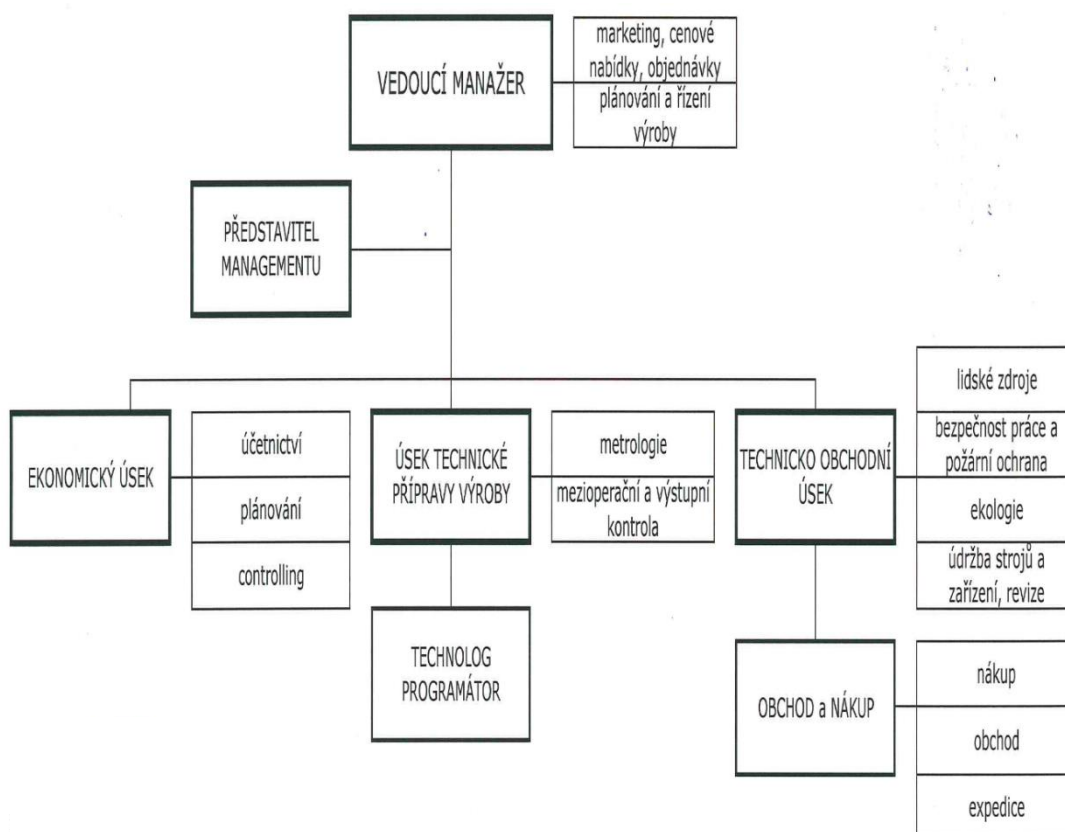 VEDOUCÍ MANAŽER
marketing, cenové
nabídky, objednávky
plánování a řízení
výroby
PŘEDSTAVITEL
MANAGEMENTU
EKONOMICKÝ ÚSEK
účetnictví
plánování
controlling
ÚSEK TECHNICKÉ
PŘÍPRAVY VÝROBY
metrologie
mezioperační a výstupní
kontrola
TECHNOLOG
PROGRAMÁTOR
TECHNICKO OBCHODNÍ
ÚSEK
lidské zdroje
bezpečnost práce a
požární ochrana
ekologie
údržba strojů a
zařízení, revize
OBCHOD a NÁKUP
nákup
obchod
expedice